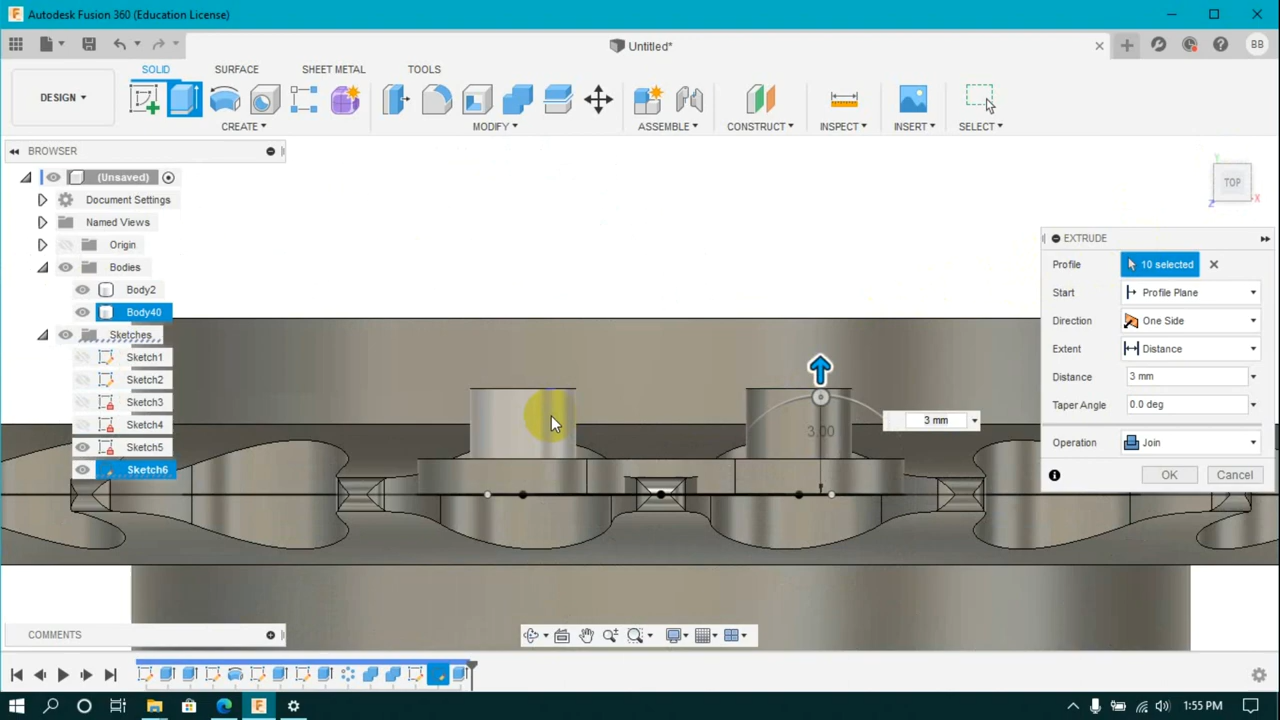 Autodesk Fusion 360 (Education License)
Untitled*
BB
SOLID
SURFACE
SHEET METAL
TOOLS
DESIGN
CREATE
MODIFY
ASSEMBLE
CONSTRUCT
INSPECT
INSERT
SELECT
BROWSER
(Unsaved)
Document Settings
Named Views
Origin
Bodies
Body2
Body40
Sketches
Sketch1
Sketch2
Sketch3
Sketch4
Sketch5
Sketch6
Y
TOP
Z
X
EXTRUDE
Profile
10 selected
Start
Profile Plane
Direction
One Side
Extent
Distance
Distance
3 mm
Taper Angle
0.0 deg
Operation
Join
OK
Cancel
3 mm
3.00
COMMENTS
1:55 PM